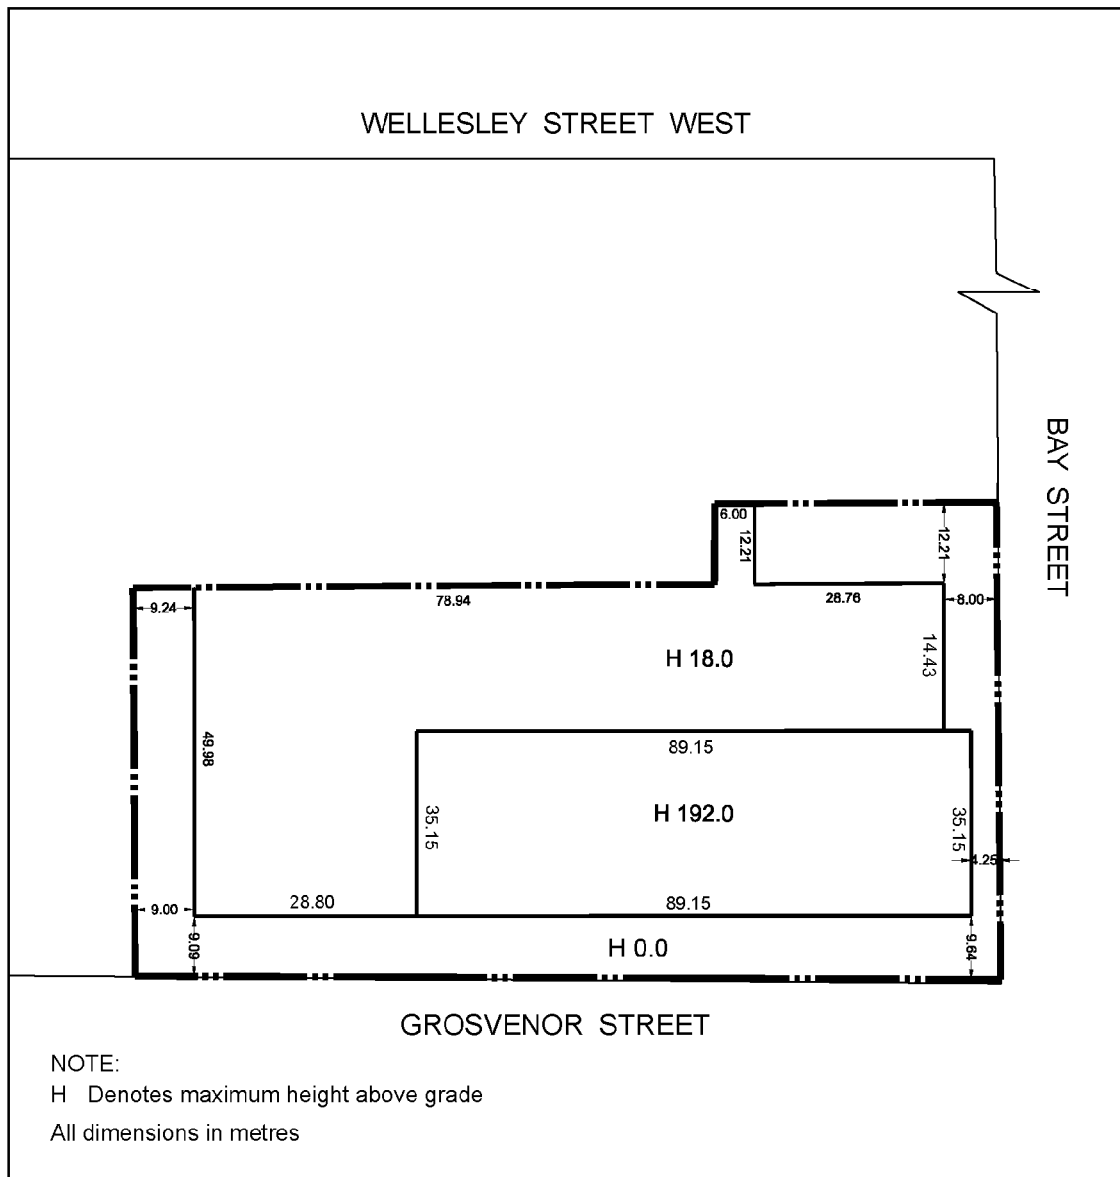 WELLESLEY STREET WEST
BAY STREET
6.00
12.21
12.21
9.24
78.94
28.76
8.00
H 18.0
14.43
49.98
89.15
35.15
H 192.0
35.15
4.25
9.00
28.80
89.15
9.09
H 0.0
9.64
GROSVENOR STREET
NOTE:
H Denotes maximum height above grade
All dimensions in metres